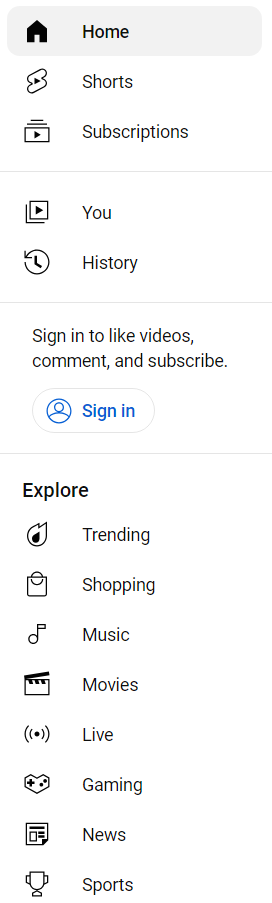 Home
Shorts
Subscriptions
You
History
Sign in to like videos,
comment, and subscribe.
Sign in
Explore
Trending
Shopping
Music
Movies
Live
Gaming
News
Sports